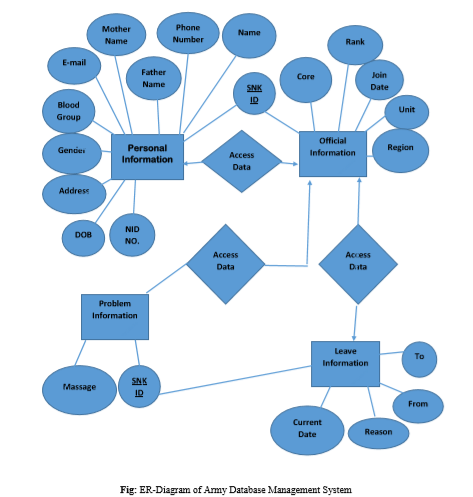 Mother
Name
Phone
Number
Name
Rank
E-mail
Father
Name
SNK
ID
Core
Join
Date
Blood
Group
Unit
Gender
Personal
Information
Access
Data
Official
Information
Region
Address
DOB
NID
NO.
Access
Data
Access
Data
Problem
Information
Massage
SNK
ID
Leave
Information
To
From
Current
Date
Reason
Fig: ER-Diagram of Army Database Management System